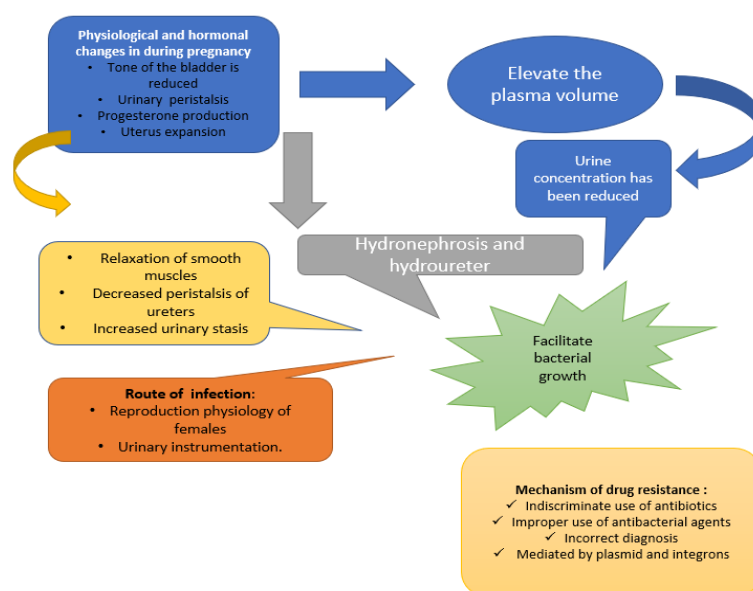 Physiological and hormonal
changes in during pregnancy
• Tone of the bladder is
reduced
• Urinary peristalsis
• Progesterone production
• Uterus expansion
Elevate the
plasma volume
Urine
concentration has
been reduced
Hydronephrosis and
hydroureter
• Relaxation of smooth
muscles
• Decreased peristalsis of
ureters
• Increased urinary stasis
Facilitate
bacterial
growth
Route of infection:
• Reproduction physiology of
females
• Urinary instrumentation.
Mechanism of drug resistance :
✓ Indiscriminate use of antibiotics
✓ Improper use of antibacterial agents
✓ Incorrect diagnosis
✓ Mediated by plasmid and integrons